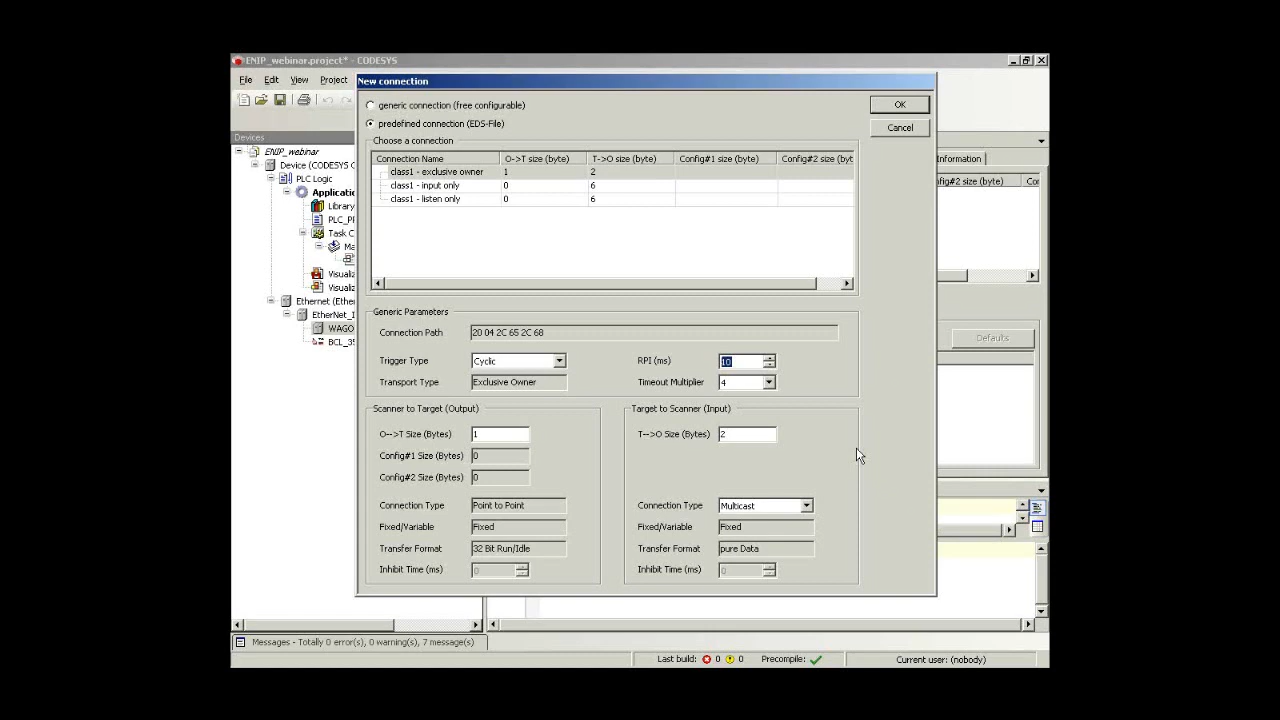 ENIP_webinar.project* - CODESYS
File Edit View Project
New connection
generic connection (free configurable)
OK
predefined connection (EDS-File)
Cancel
Choose a connection
Connection Name O->T size (byte) T->O size (byte) Config#1 size (byte) Config#2 size (byt
class1 - exclusive owner 1 2
class1 - input only 0 6
class1 - listen only 0 6
Generic Parameters
Connection Path 20 04 2C 65 2C 68
Trigger Type Cyclic RPI (ms) 10
Transport Type Exclusive Owner Timeout Multiplier 4
Scanner to Target (Output) Target to Scanner (Input)
O-->T Size (Bytes) 1 T-->O Size (Bytes) 2
Config#1 Size (Bytes) 0
Config#2 Size (Bytes) 0
Connection Type Point to Point Connection Type Multicast
Fixed/Variable Fixed Fixed/Variable Fixed
Transfer Format 32 Bit Run/Idle Transfer Format pure Data
Inhibit Time (ms) 0 Inhibit Time (ms) 0
Devices
ENIP_webinar
Device (CODESYS C
PLC Logic
Applicatio
Library
PLC_PR
Task C
Ma
Visualiz
Visualiz
Ethernet (Ether
EtherNet_I
WAGO
BCL_35
Information
nfig#2 size (byte) Co
Defaults
Messages - Totally 0 error(s), 0 warning(s), 7 message(s)
Last build: 0 0 Precompile: Current user: (nobody)